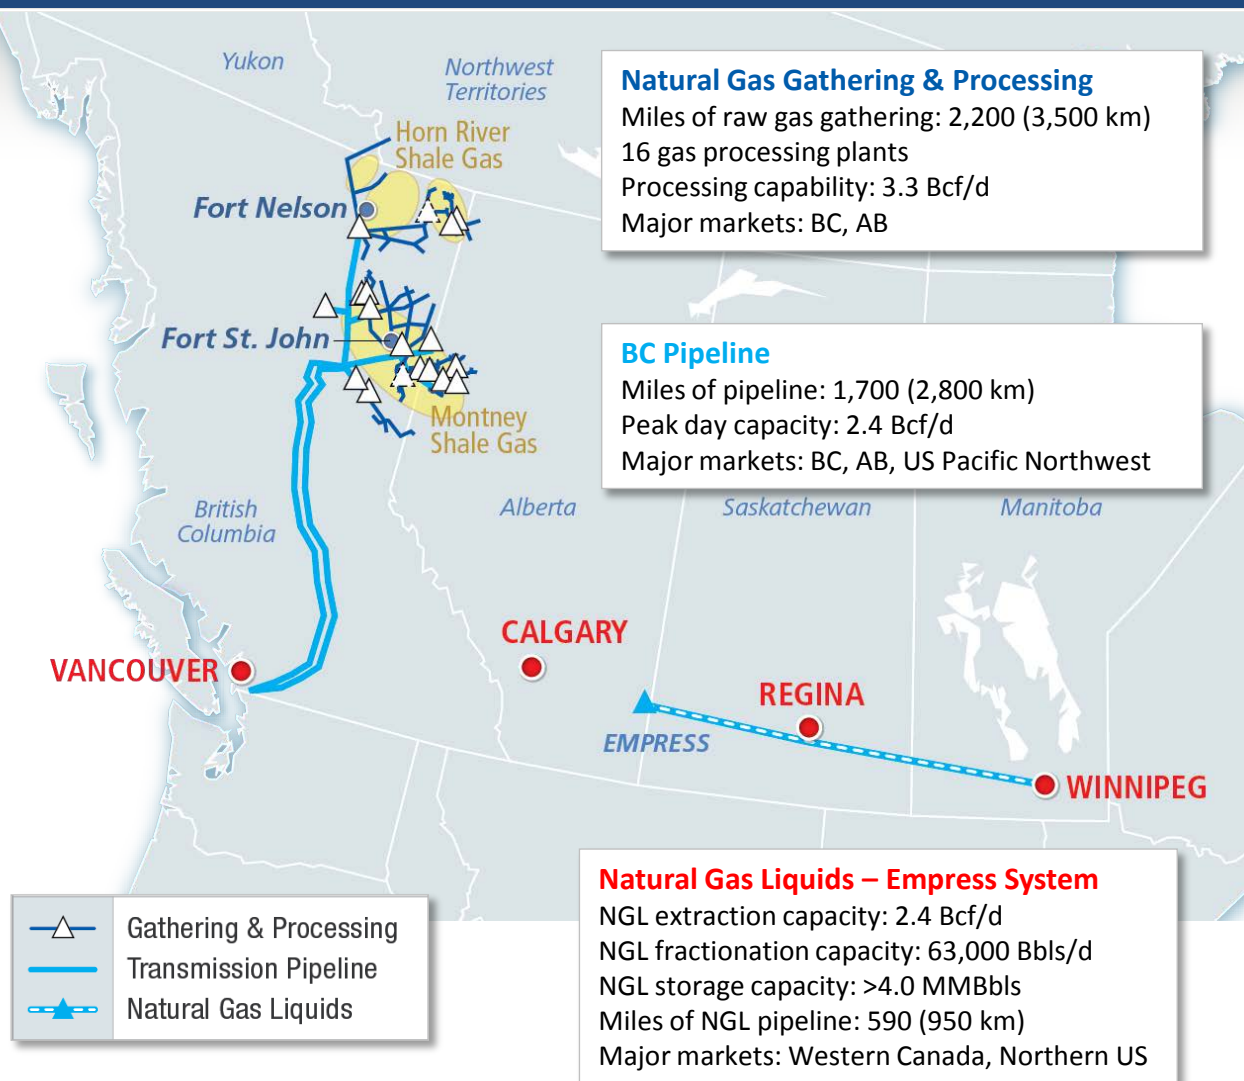 Yukon
Northwest
Territories
Natural Gas Gathering & Processing
Miles of raw gas gathering: 2,200 (3,500 km)
16 gas processing plants
Processing capability: 3.3 Bcf/d
Major markets: BC, AB
Horn River
Shale Gas
Fort Nelson
Fort St. John
BC Pipeline
Miles of pipeline: 1,700 (2,800 km)
Peak day capacity: 2.4 Bcf/d
Major markets: BC, AB, US Pacific Northwest
Montney
Shale Gas
British
Columbia
Alberta
Saskatchewan
Manitoba
VANCOUVER
CALGARY
REGINA
EMPRESS
WINNIPEG
Natural Gas Liquids – Empress System
NGL extraction capacity: 2.4 Bcf/d
NGL fractionation capacity: 63,000 Bbls/d
NGL storage capacity: >4.0 MMBbls
Miles of NGL pipeline: 590 (950 km)
Major markets: Western Canada, Northern US
Gathering & Processing
Transmission Pipeline
Natural Gas Liquids